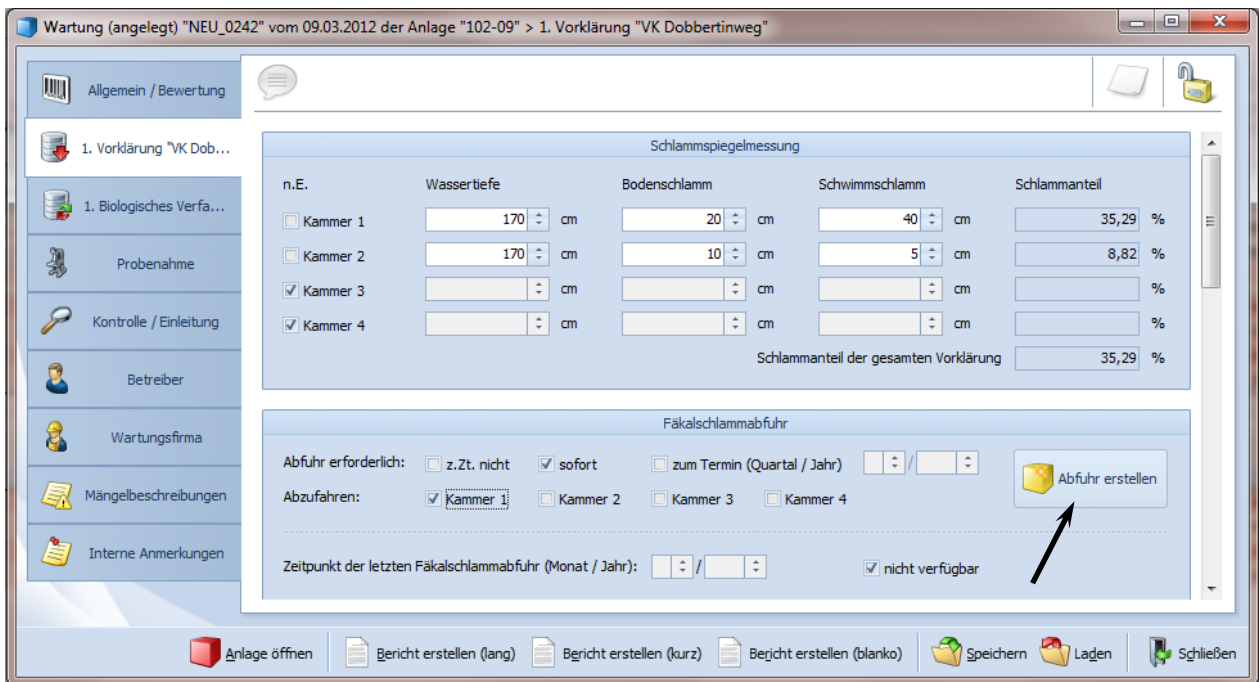 Wartung (angelegt) "NEU_0242" vom 09.03.2012 der Anlage "102-09" > 1. Vorklärung "VK Dobbertinweg"
Allgemein / Bewertung
1. Vorklärung "VK Dob...
1. Biologisches Verfa...
Probenahme
Kontrolle / Einleitung
Betreiber
Wartungsfirma
Mängelbeschreibungen
Interne Anmerkungen
Schlammspiegelmessung
n.E. Wassertiefe Bodenschlamm Schwimmschlamm Schlammanteil
Kammer 1 170 cm 20 cm 40 cm 35,29 %
Kammer 2 170 cm 10 cm 5 cm 8,82 %
Kammer 3 cm cm cm %
Kammer 4 cm cm cm %
Schlammanteil der gesamten Vorklärung 35,29 %
Fäkalschlammabfuhr
Abfuhr erforderlich: z.Zt. nicht sofort zum Termin (Quartal / Jahr) /
Abzufahren: Kammer 1 Kammer 2 Kammer 3 Kammer 4
Abfuhr erstellen
Zeitpunkt der letzten Fäkalschlammabfuhr (Monat / Jahr): / nicht verfügbar
Anlage öffnen Bericht erstellen (lang) Bericht erstellen (kurz) Bericht erstellen (blanko) Speichern Laden Schließen